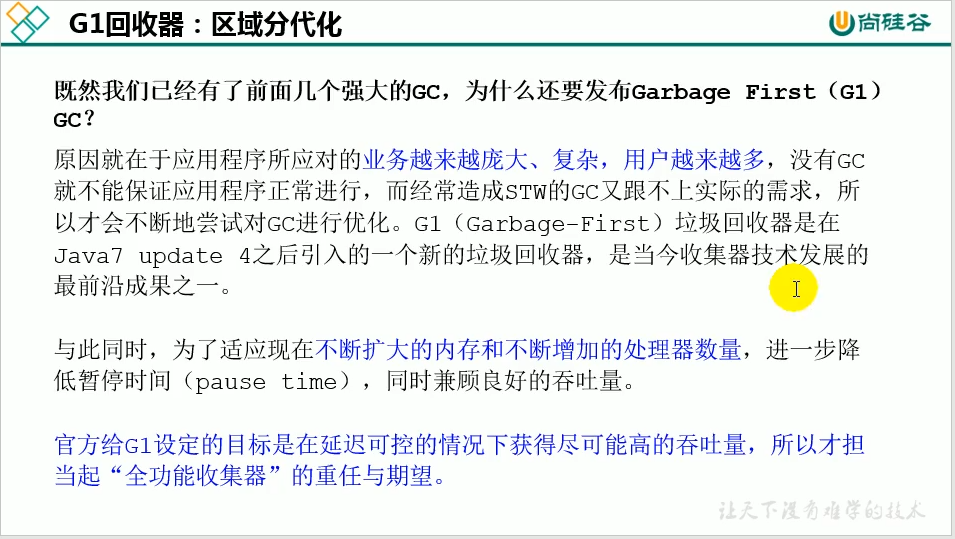 G1回收器：区域分代化
尚硅谷
既然我们已经有了前面几个强大的GC，为什么还要发布Garbage First（G1）
GC？
原因就在于应用程序所应对的业务越来越庞大、复杂，用户越来越多，没有GC
就不能保证应用程序正常进行，而经常造成STW的GC又跟不上实际的需求，所
以才会不断地尝试对GC进行优化。G1（Garbage-First）垃圾回收器是在
Java7 update 4之后引入的一个新的垃圾回收器，是当今收集器技术发展的
最前沿成果之一。
与此同时，为了适应现在不断扩大的内存和不断增加的处理器数量，进一步降
低暂停时间（pause time），同时兼顾良好的吞吐量。
官方给G1设定的目标是在延迟可控的情况下获得尽可能高的吞吐量，所以才担
当起“全功能收集器”的重任与期望。
让天下没有难学的技术